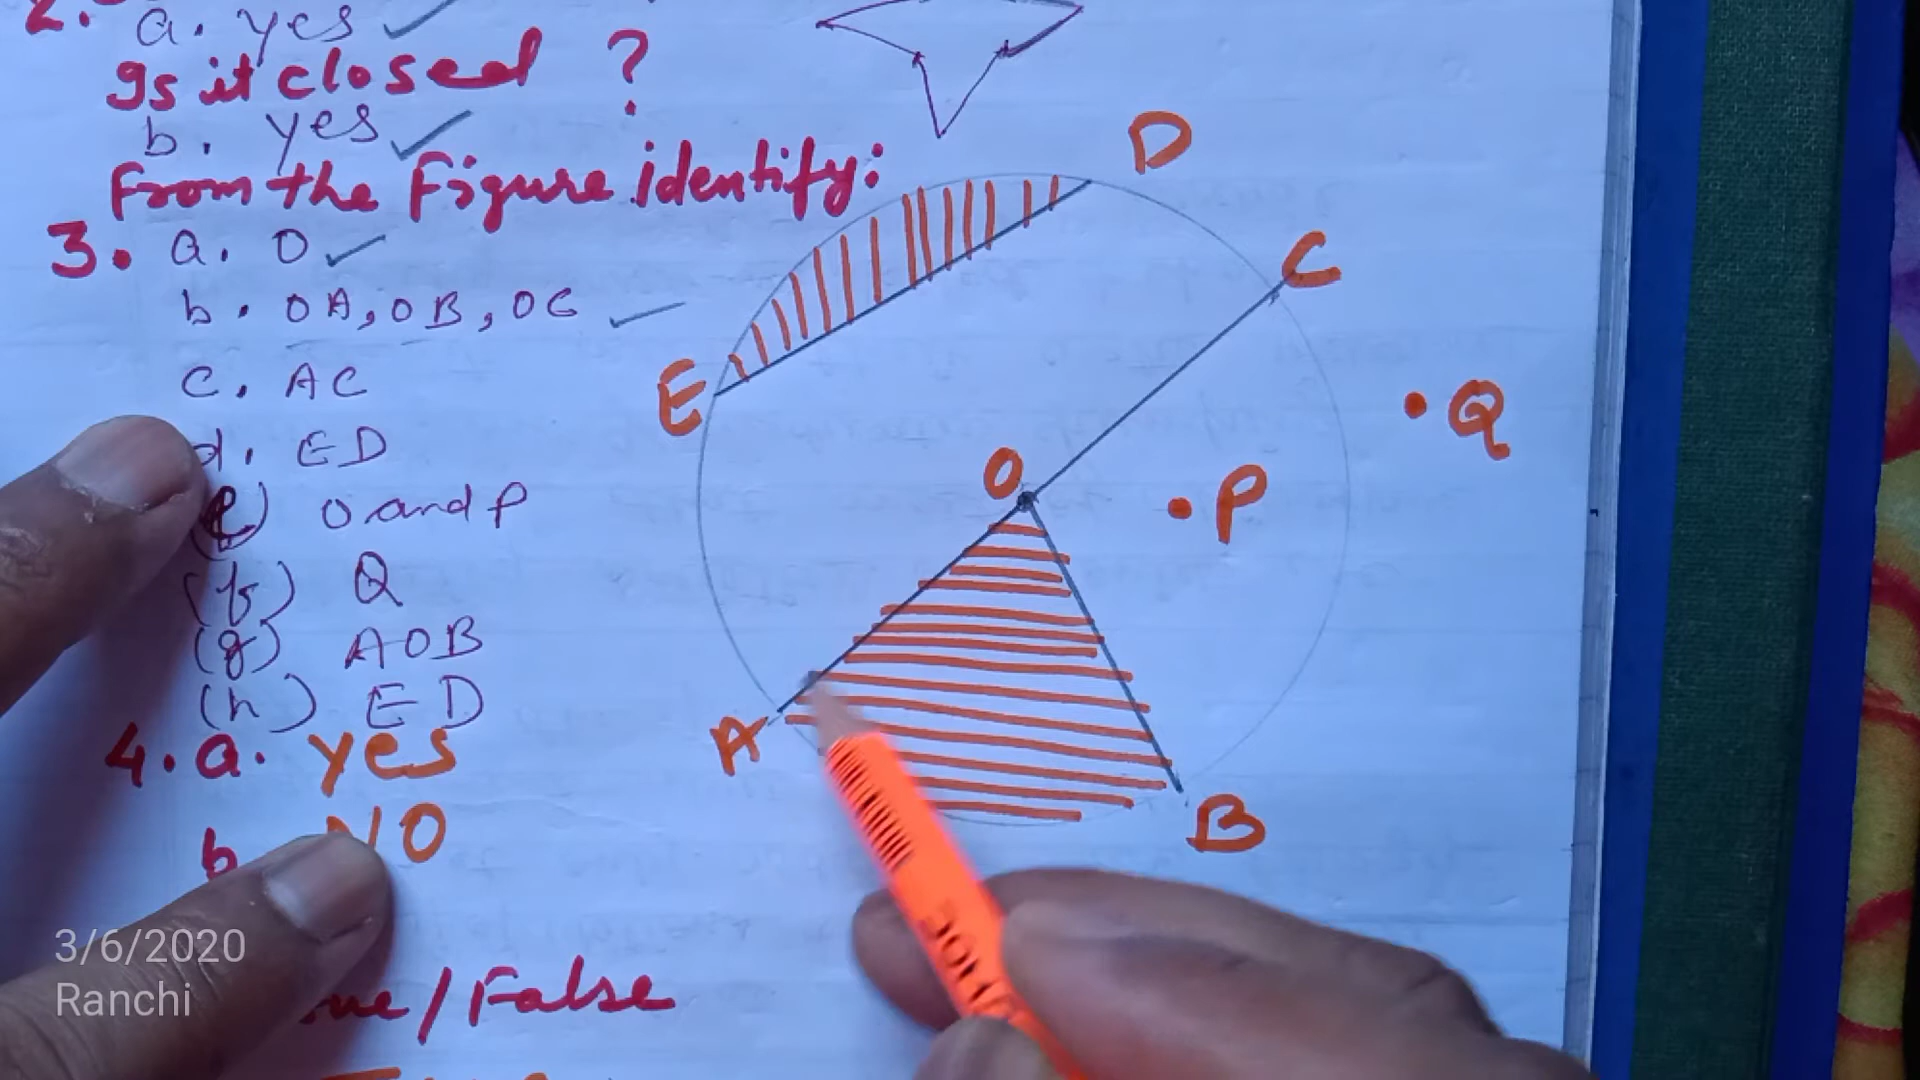 2.
a. yes
Is it closed ?
b. yes
From the Figure identify:
3. a. O
b. OA, OB, OC
c. AC
d. ED
(e) O and P
(f) Q
(g) AOB
(h) ED
4. a. yes
b NO
/False
D
C
E
Q
O
P
A
B
3/6/2020
Ranchi